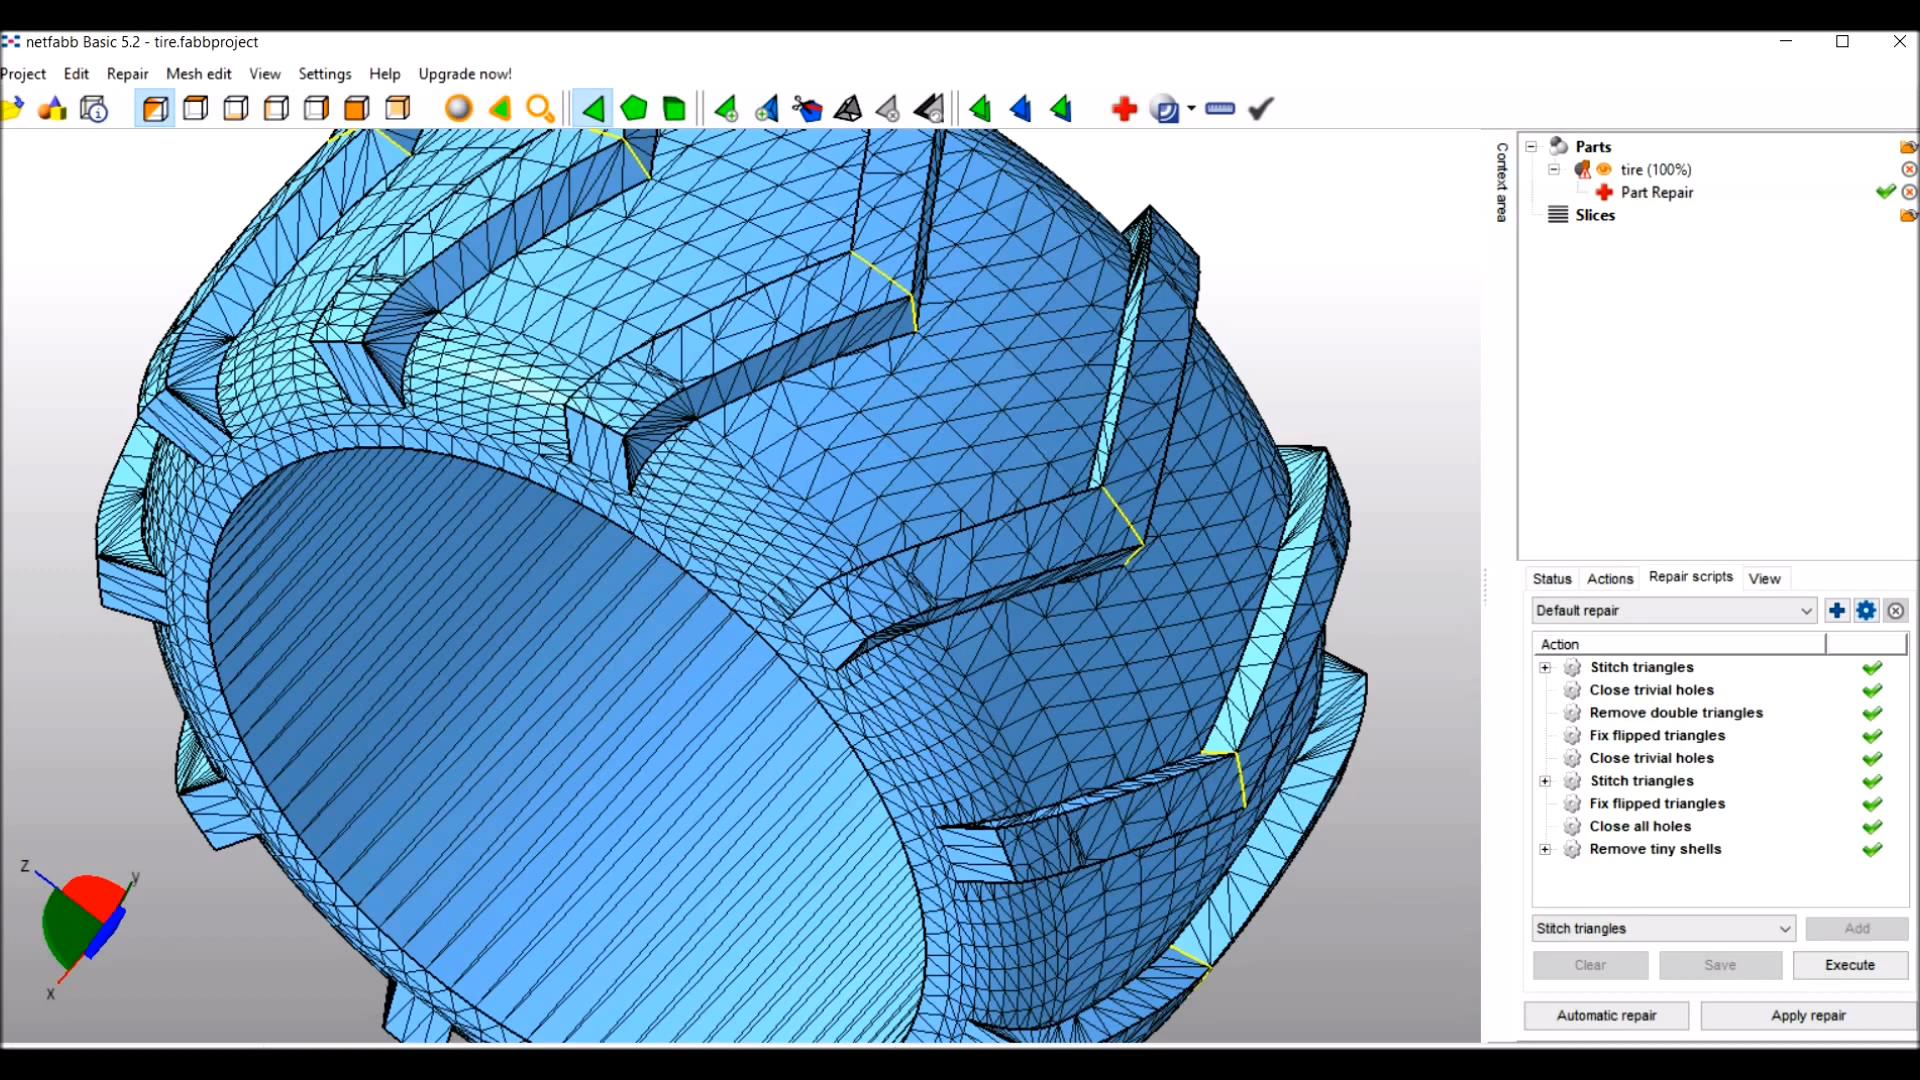 netfabb Basic 5.2 - tire.fabbproject
Project Edit Repair Mesh edit View Settings Help Upgrade now!
Context area
Parts
tire (100%)
Part Repair
Slices
Status Actions Repair scripts View
Default repair
Action
Stitch triangles
Close trivial holes
Remove double triangles
Fix flipped triangles
Close trivial holes
Stitch triangles
Fix flipped triangles
Close all holes
Remove tiny shells
Stitch triangles Add
Clear Save Execute
Automatic repair Apply repair
Z
y
X